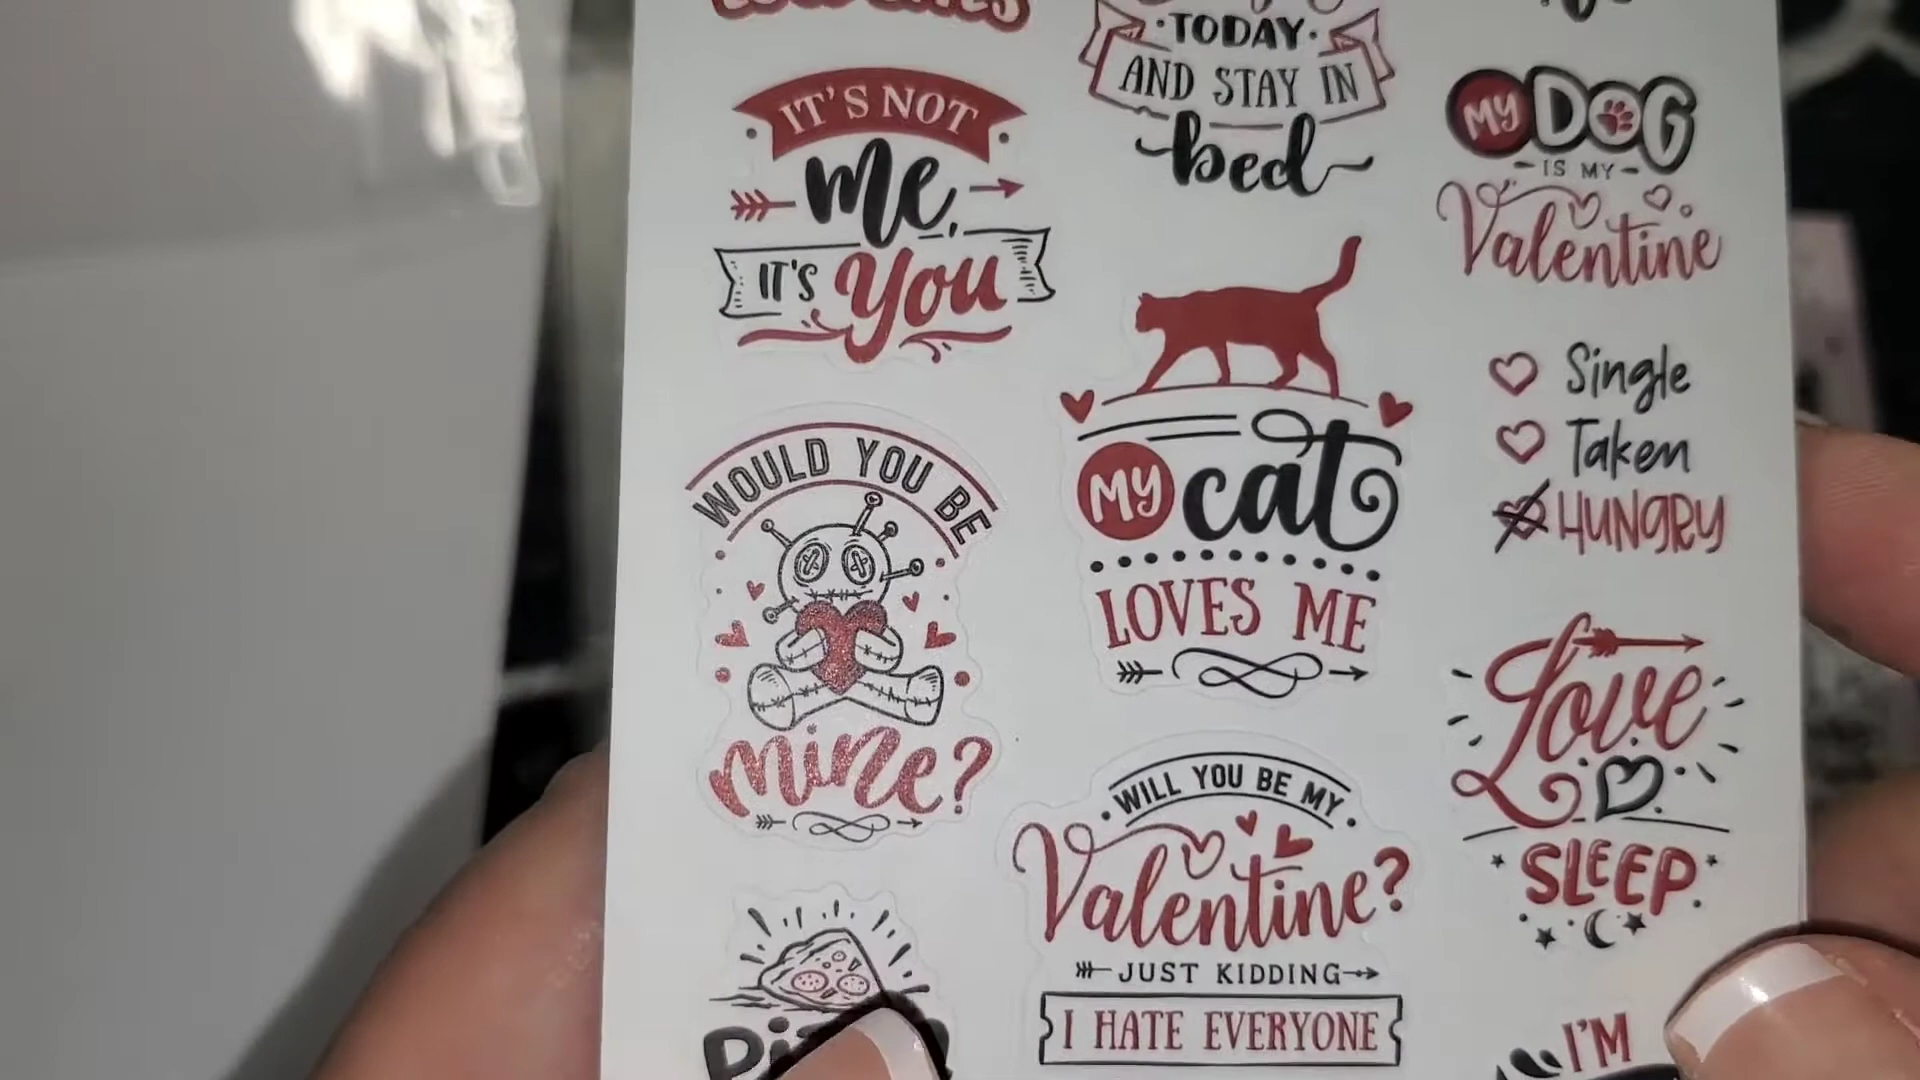 IT'S NOT
me,
IT'S You
WOULD YOU BE
mine?
TODAY
AND STAY IN
bed
My cat
LOVES ME
WILL YOU BE MY
Valentine?
JUST KIDDING
I HATE EVERYONE
My DOG
IS MY
Valentine
Single
Taken
HUNGRY
Love
SLEEP
I'M